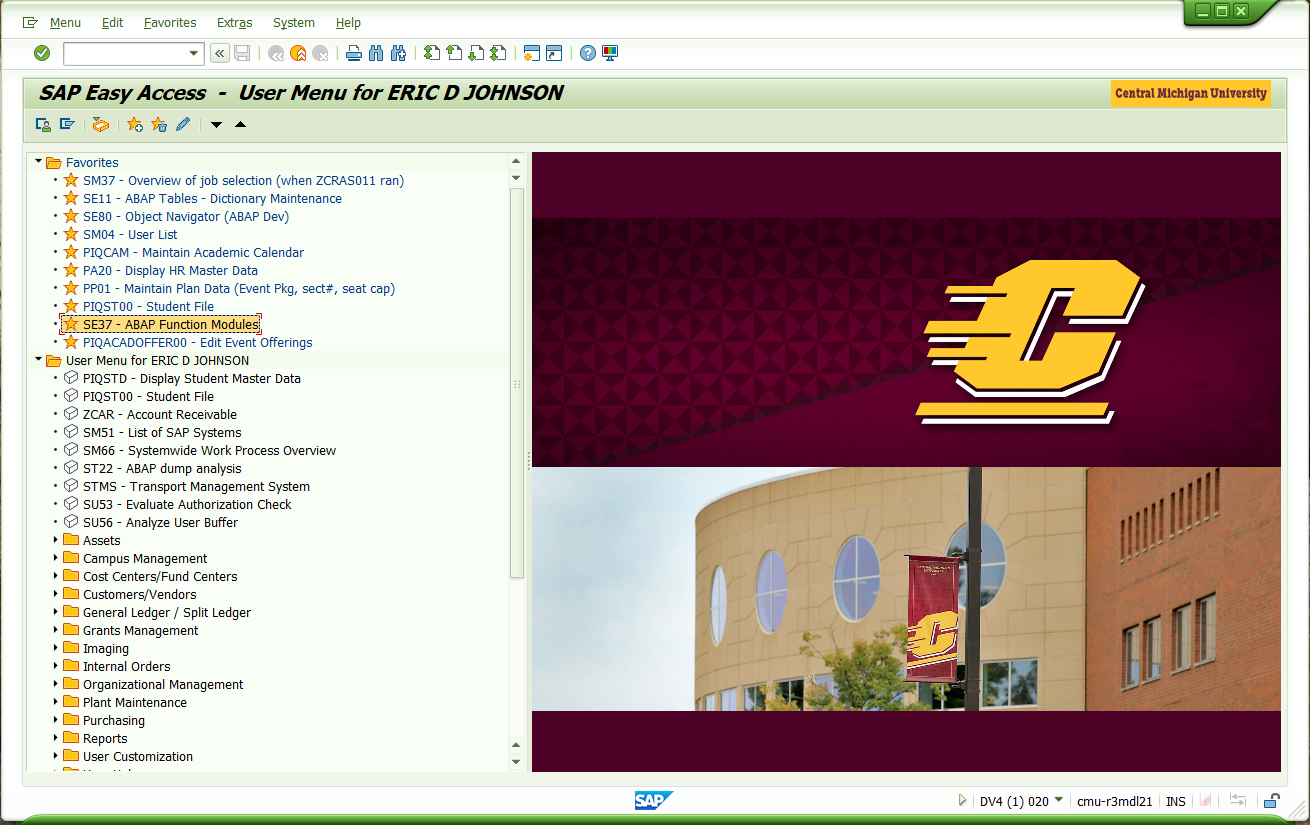 Menu Edit Favorites Extras System Help
SAP Easy Access - User Menu for ERIC D JOHNSON
Central Michigan University
Favorites
SM37 - Overview of job selection (when ZCRAS011 ran)
SE11 - ABAP Tables - Dictionary Maintenance
SE80 - Object Navigator (ABAP Dev)
SM04 - User List
PIQCAM - Maintain Academic Calendar
PA20 - Display HR Master Data
PP01 - Maintain Plan Data (Event Pkg, sect#, seat cap)
PIQST00 - Student File
SE37 - ABAP Function Modules
PIQACADOFFER00 - Edit Event Offerings
User Menu for ERIC D JOHNSON
PIQSTD - Display Student Master Data
PIQST00 - Student File
ZCAR - Account Receivable
SM51 - List of SAP Systems
SM66 - Systemwide Work Process Overview
ST22 - ABAP dump analysis
STMS - Transport Management System
SU53 - Evaluate Authorization Check
SU56 - Analyze User Buffer
Assets
Campus Management
Cost Centers/Fund Centers
Customers/Vendors
General Ledger / Split Ledger
Grants Management
Imaging
Internal Orders
Organizational Management
Plant Maintenance
Purchasing
Reports
User Customization
C
C
SAP
DV4 (1) 020 cmu-r3mdl21 INS